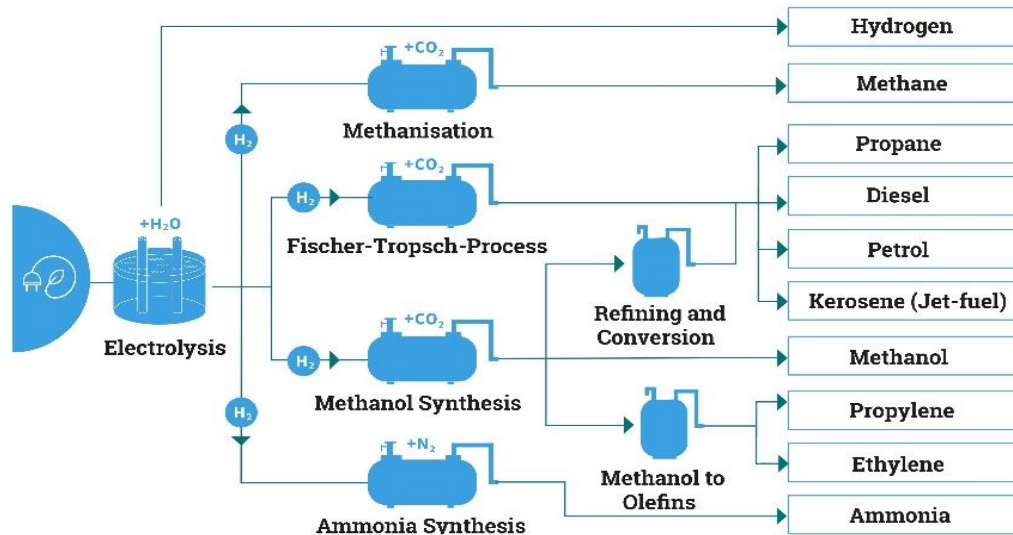 Hydrogen
+CO₂
Methane
Methanisation
H₂
Propane
+CO₂
H₂
Diesel
+H₂O
Fischer-Tropsch-Process
Petrol
Refining and
Conversion
Kerosene (Jet-fuel)
Electrolysis
+CO₂
H₂
Methanol
Methanol Synthesis
Propylene
H₂
+N₂
Methanol to
Olefins
Ethylene
Ammonia Synthesis
Ammonia